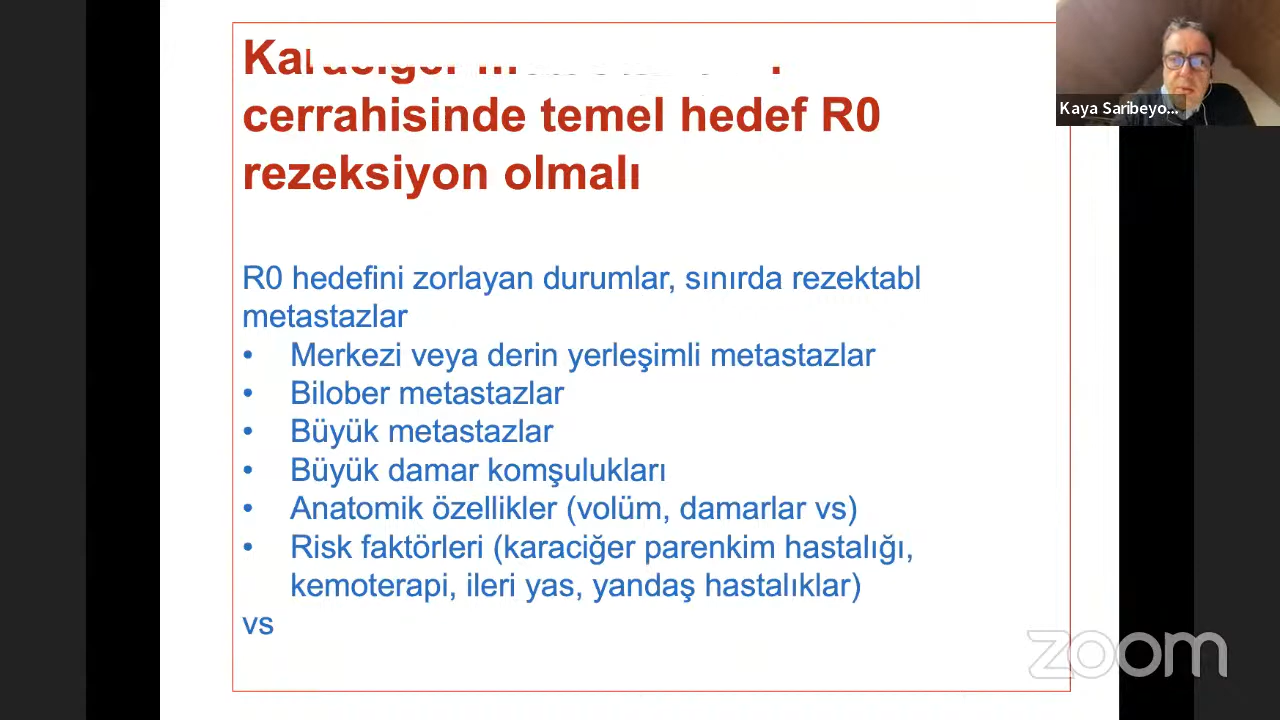 cerrahisinde temel hedef R0
rezeksiyon olmalı
R0 hedefini zorlayan durumlar, sınırda rezektabl
metastazlar
• Merkezi veya derin yerleşimli metastazlar
• Bilober metastazlar
• Büyük metastazlar
• Büyük damar komşulukları
• Anatomik özellikler (volüm, damarlar vs)
• Risk faktörleri (karaciğer parenkim hastalığı,
kemoterapi, ileri yas, yandaş hastalıklar)
vs
Kaya Saribeyo...
zoom